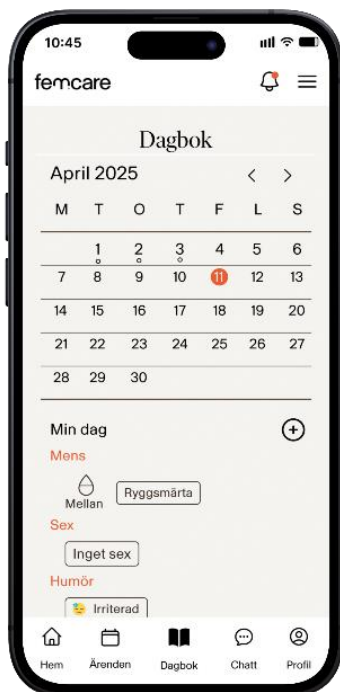 10:45
femcare
Dagbok
April 2025
M T O T F L S
1 2 3 4 5 6
7 8 9 10 11 12 13
14 15 16 17 18 19 20
21 22 23 24 25 26 27
28 29 30
Min dag
Mens
Mellan Ryggsmärta
Sex
Inget sex
Humör
Irriterad
Hem Ärenden Dagbok Chatt Profil